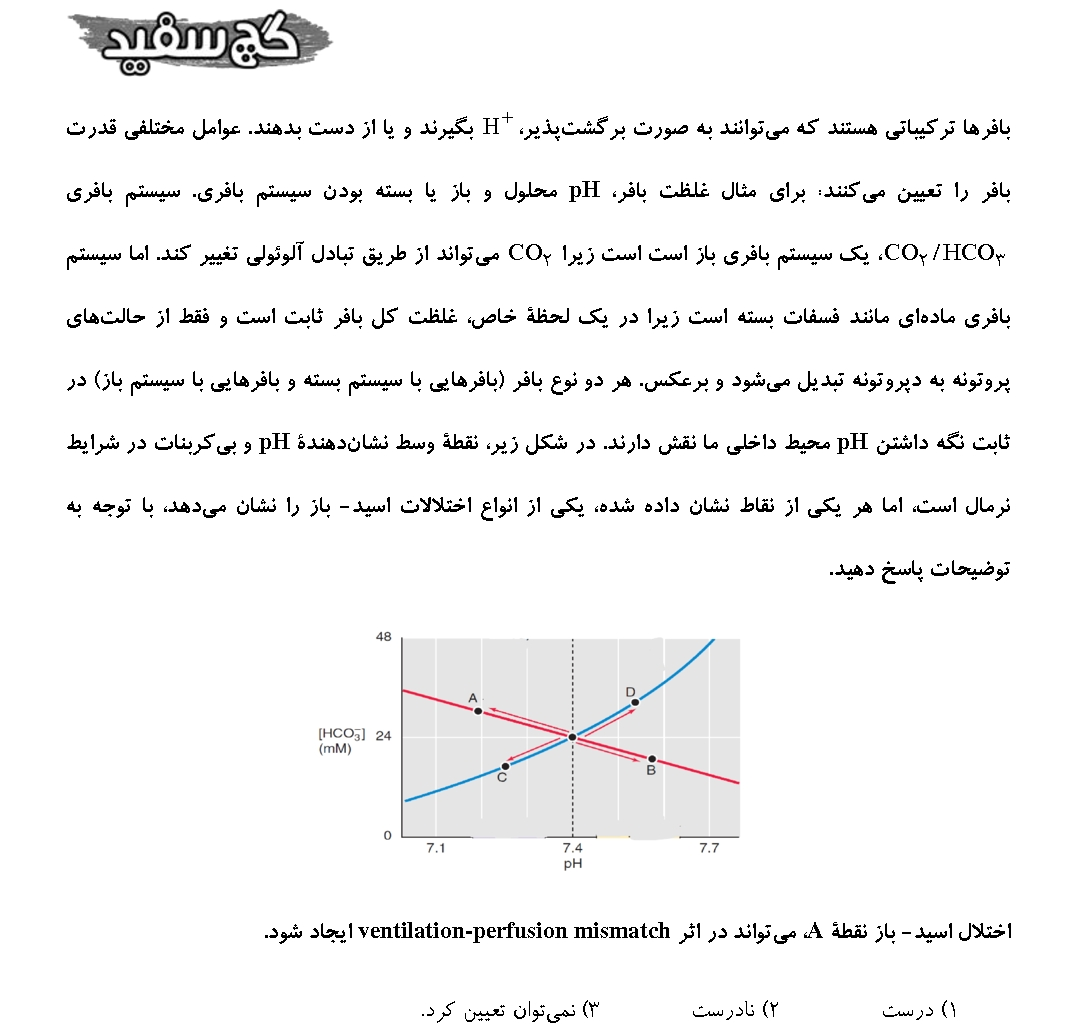 گچ سفید
بافرها ترکیباتی هستند که می‌توانند به صورت برگشت‌پذیر، H⁺ بگیرند و یا از دست بدهند. عوامل مختلفی قدرت
بافر را تعیین می‌کنند؛ برای مثال غلظت بافر، pH محلول و باز یا بسته بودن سیستم بافری. سیستم بافری
CO₂/HCO₃، یک سیستم بافری باز است است زیرا CO₂ می‌تواند از طریق تبادل آلوئولی تغییر کند. اما سیستم
بافری ماده‌ای مانند فسفات بسته است زیرا در یک لحظهٔ خاص، غلظت کل بافر ثابت است و فقط از حالت‌های
پروتونه به دپروتونه تبدیل می‌شود و برعکس. هر دو نوع بافر (بافرهایی با سیستم بسته و بافرهایی با سیستم باز) در
ثابت نگه داشتن pH محیط داخلی ما نقش دارند. در شکل زیر، نقطهٔ وسط نشان‌دهندهٔ pH و بی‌کربنات در شرایط
نرمال است، اما هر یکی از نقاط نشان داده شده، یکی از انواع اختلالات اسید- باز را نشان می‌دهد، با توجه به
توضیحات پاسخ دهید.
48
A
D
[HCO₃⁻] 24
(mM)
C
B
0
7.1 7.4 7.7
pH
اختلال اسید- باز نقطهٔ A، می‌تواند در اثر ventilation-perfusion mismatch ایجاد شود.
۱) درست ۲) نادرست ۳) نمی‌توان تعیین کرد.